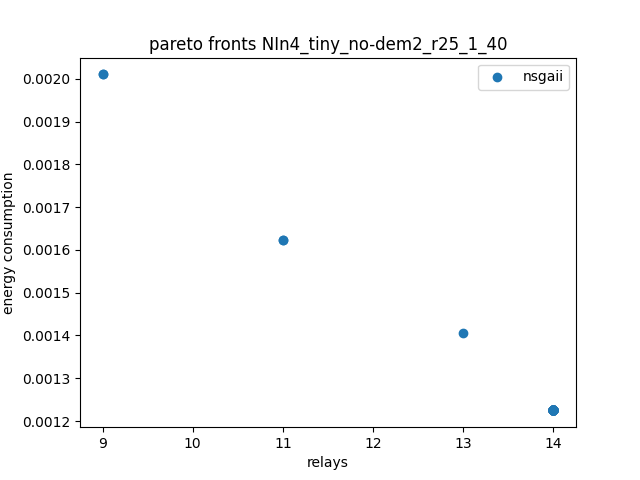 pareto fronts NIn4_tiny_no-dem2_r25_1_40
nsgaii
energy consumption
0.0020
0.0019
0.0018
0.0017
0.0016
0.0015
0.0014
0.0013
0.0012
9 10 11 12 13 14
relays